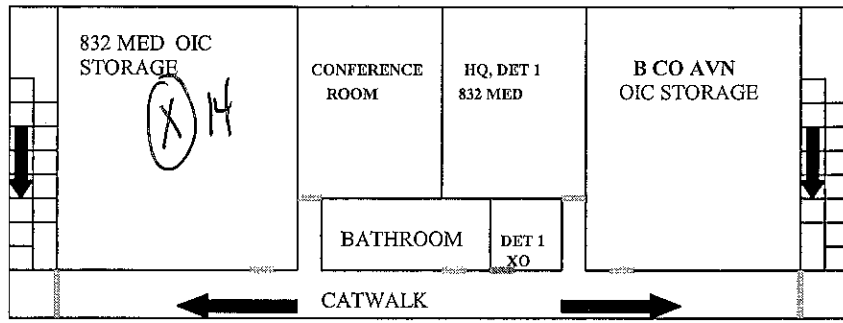 832 MED OIC
STORAGE
X 14
CONFERENCE
ROOM
HQ, DET 1
832 MED
B CO AVN
OIC STORAGE
BATHROOM
DET 1
XO
CATWALK